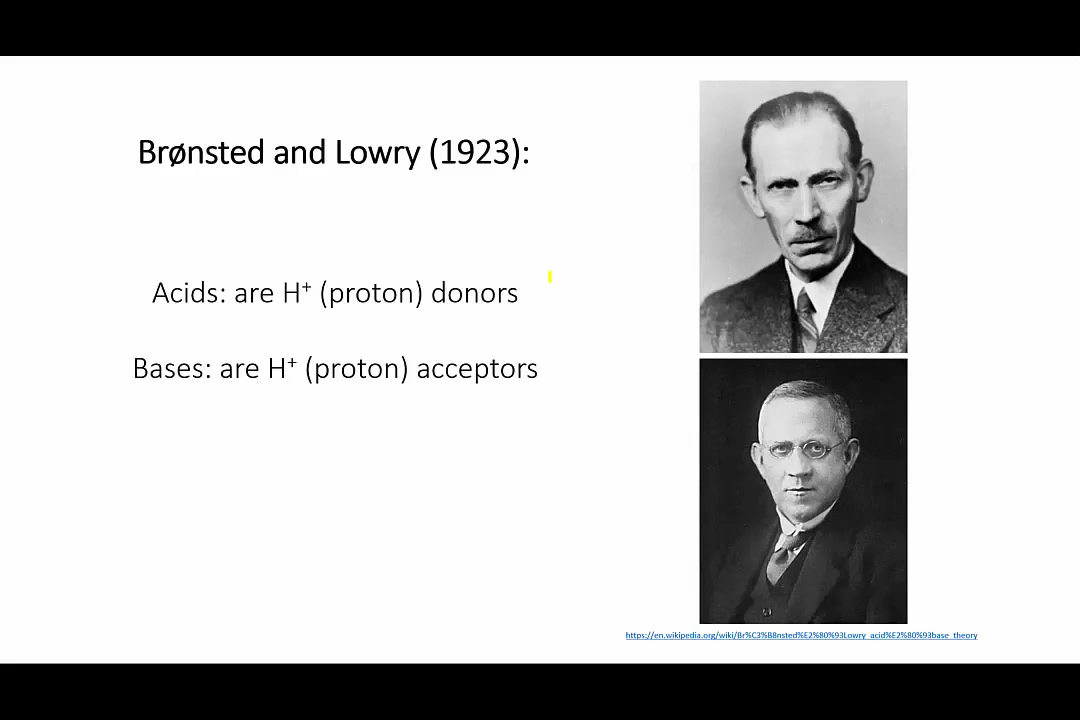 Brønsted and Lowry (1923):
Acids: are H⁺ (proton) donors
Bases: are H⁺ (proton) acceptors
https://en.wikipedia.org/wiki/Br%C3%B8nsted%E2%80%93Lowry_acid%E2%80%93base_theory